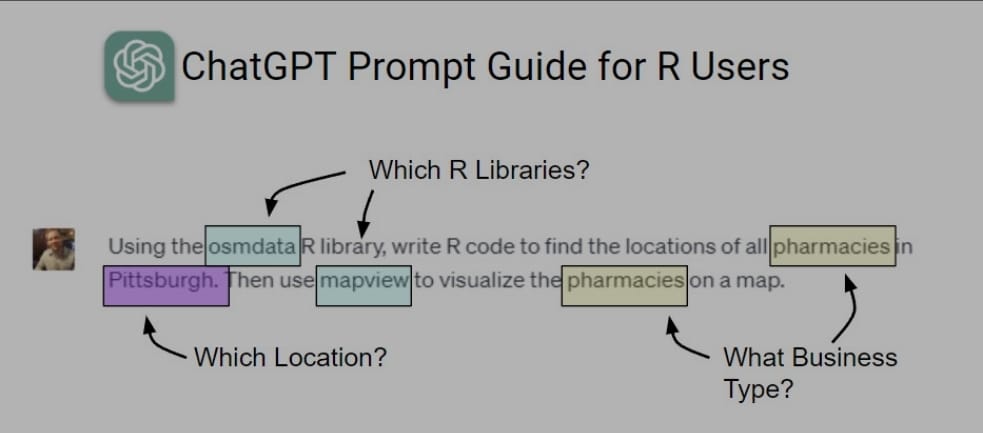 ChatGPT Prompt Guide for R Users
Which R Libraries?
Using the osmdata R library, write R code to find the locations of all pharmacies in
Pittsburgh. Then use mapview to visualize the pharmacies on a map.
Which Location?
What Business
Type?